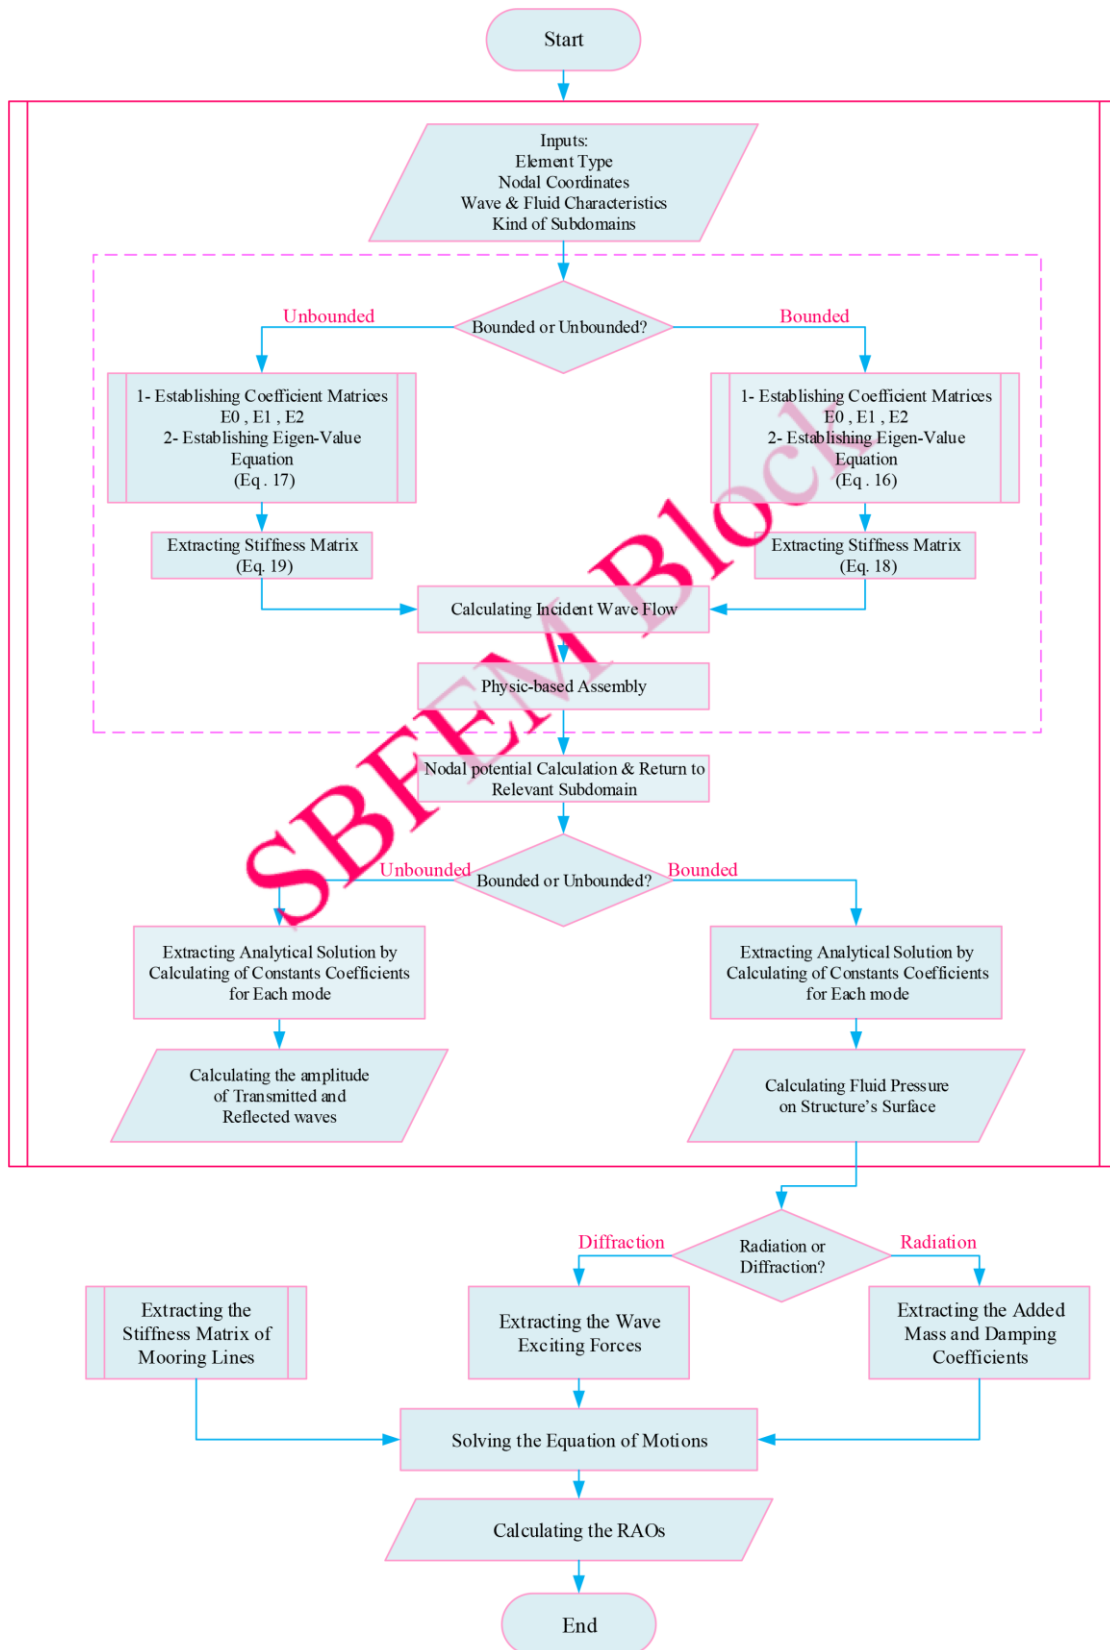 Start
Inputs:
Element Type
Nodal Coordinates
Wave & Fluid Characteristics
Kind of Subdomains
Bounded or Unbounded?
Unbounded
Bounded
1- Establishing Coefficient Matrices
E0 , E1 , E2
2- Establishing Eigen-Value
Equation
(Eq . 17)
1- Establishing Coefficient Matrices
E0 , E1 , E2
2- Establishing Eigen-Value
Equation
(Eq . 16)
Extracting Stiffness Matrix
(Eq. 19)
Extracting Stiffness Matrix
(Eq. 18)
Calculating Incident Wave Flow
Physic-based Assembly
SBFEM Block
Nodal potential Calculation & Return to
Relevant Subdomain
Unbounded
Bounded or Unbounded?
Bounded
Extracting Analytical Solution by
Calculating of Constants Coefficients
for Each mode
Extracting Analytical Solution by
Calculating of Constants Coefficients
for Each mode
Calculating the amplitude
of Transmitted and
Reflected waves
Calculating Fluid Pressure
on Structure's Surface
Diffraction
Radiation or
Diffraction?
Radiation
Extracting the
Stiffness Matrix of
Mooring Lines
Extracting the Wave
Exciting Forces
Extracting the Added
Mass and Damping
Coefficients
Solving the Equation of Motions
Calculating the RAOs
End